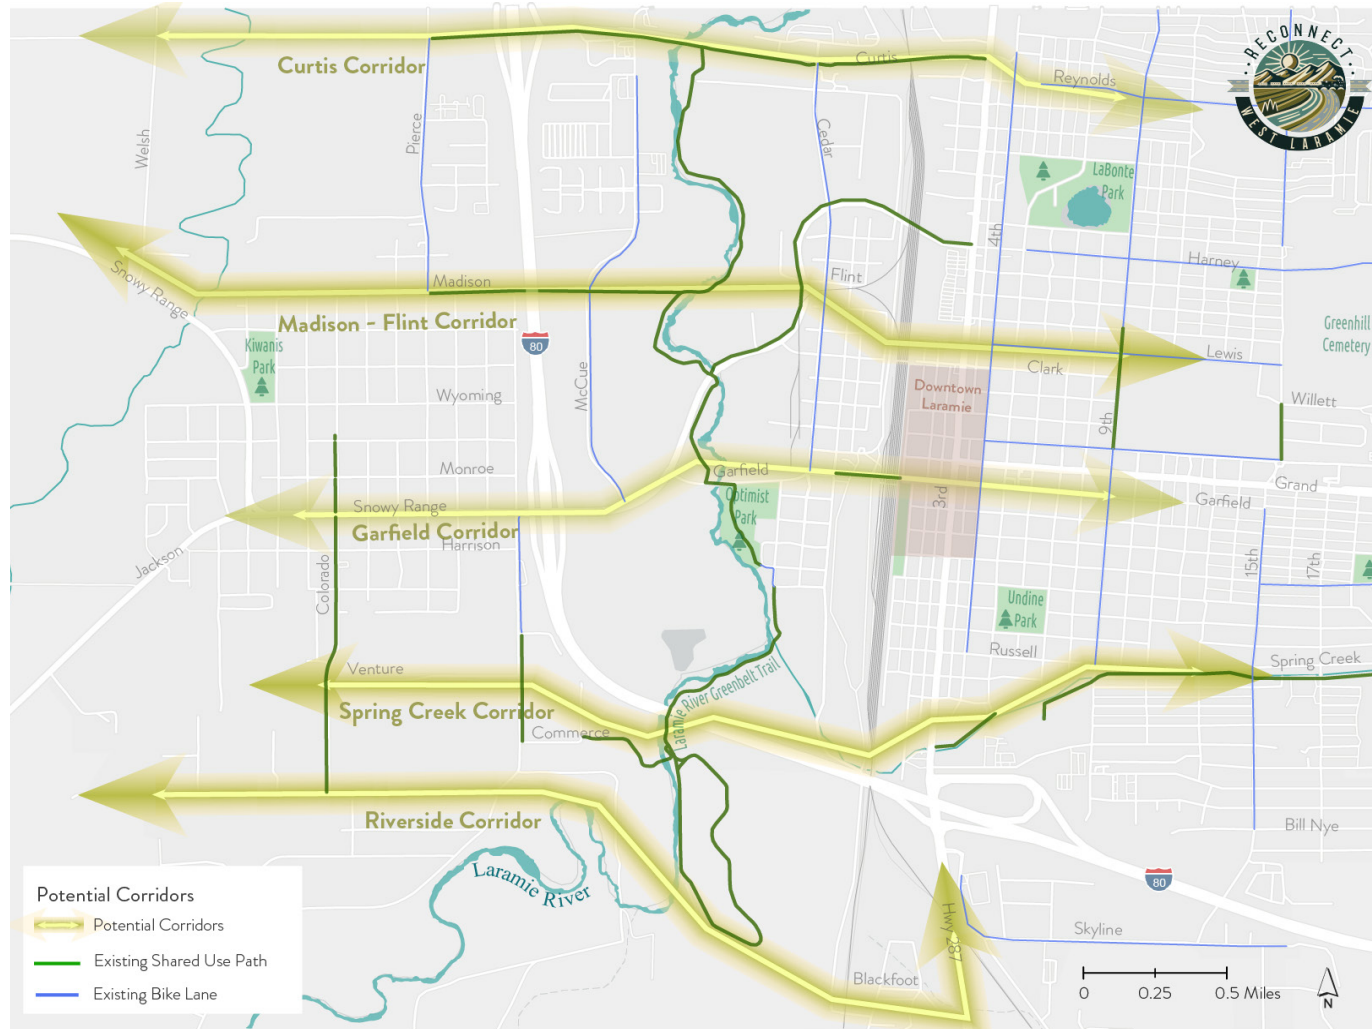 RECONNECT
WEST LARAMIE
Curtis Corridor
Curtis
Reynolds
Welsh
Pierce
Cedar
LaBonte
Park
4th
Harney
Snowy Range
Madison
Flint
Madison - Flint Corridor
Greenhill
Cemetery
Kiwanis
Park
80
McCue
Lewis
Clark
Wyoming
Downtown
Laramie
Willett
9th
Monroe
Garfield
Grand
Snowy Range
Optimist
Park
3rd
Garfield
Garfield Corridor
Harrison
Jackson
Colorado
15th
17th
Undine
Park
Russell
Venture
Spring Creek
Laramie River Greenbelt Trail
Spring Creek Corridor
Commerce
Riverside Corridor
Bill Nye
Laramie River
80
Hwy 287
Skyline
Blackfoot
Potential Corridors
Potential Corridors
Existing Shared Use Path
Existing Bike Lane
0 0.25 0.5 Miles
N